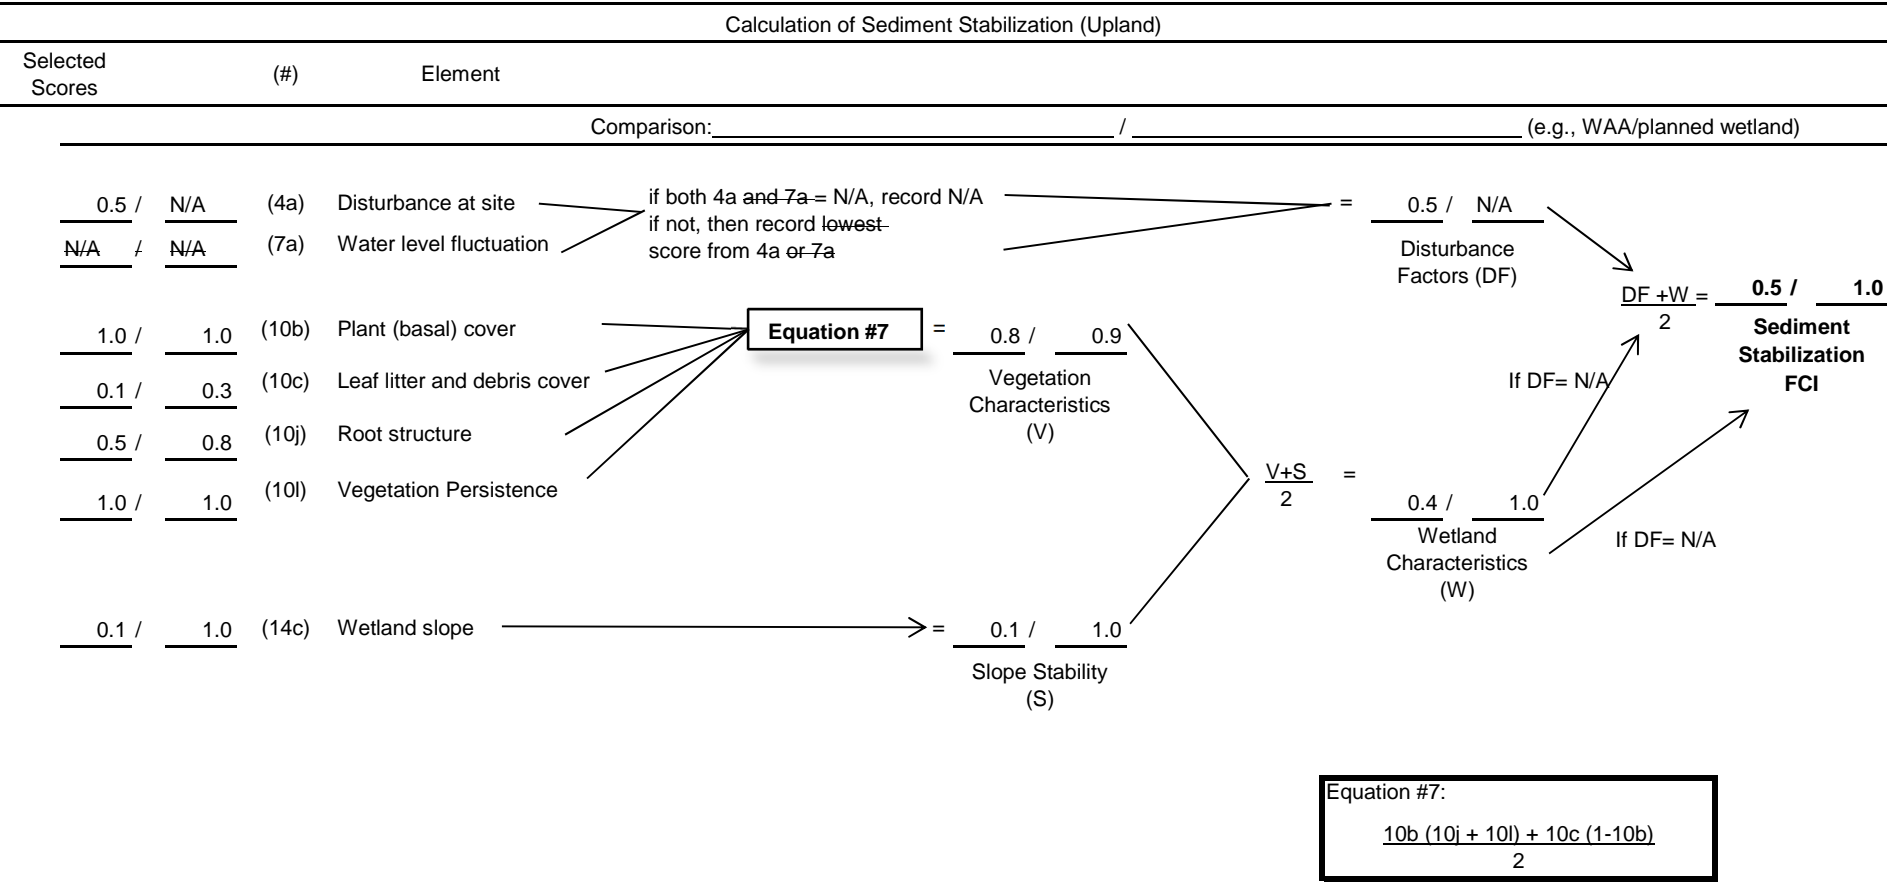 Calculation of Sediment Stabilization (Upland)
Selected Scores (#) Element
Comparison: / (e.g., WAA/planned wetland)
0.5 / N/A (4a) Disturbance at site
N/A / N/A (7a) Water level fluctuation
if both 4a and 7a = N/A, record N/A
if not, then record lowest
score from 4a or 7a
= 0.5 / N/A
Disturbance
Factors (DF)
1.0 / 1.0 (10b) Plant (basal) cover
0.1 / 0.3 (10c) Leaf litter and debris cover
0.5 / 0.8 (10j) Root structure
1.0 / 1.0 (10l) Vegetation Persistence
Equation #7 = 0.8 / 0.9
Vegetation
Characteristics
(V)
0.1 / 1.0 (14c) Wetland slope
= 0.1 / 1.0
Slope Stability
(S)
V+S =
2
0.4 / 1.0
Wetland
Characteristics
(W)
If DF= N/A
If DF= N/A
DF +W = 0.5 / 1.0
2
Sediment
Stabilization
FCI
Equation #7:
10b (10j + 10l) + 10c (1-10b)
2